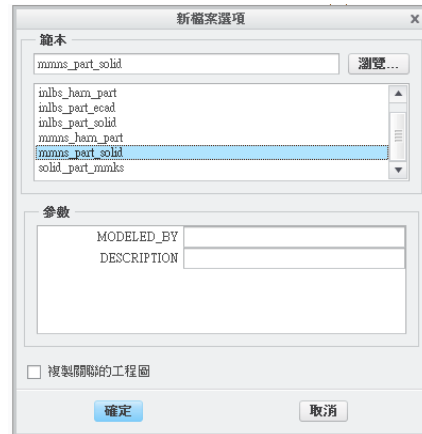 新檔案選項 x
範本
mmns_part_solid 瀏覽...
inlbs_harn_part
inlbs_part_ecad
inlbs_part_solid
mmns_harn_part
mmns_part_solid
solid_part_mmks
參數
MODELED_BY
DESCRIPTION
複製關聯的工程圖
確定 取消